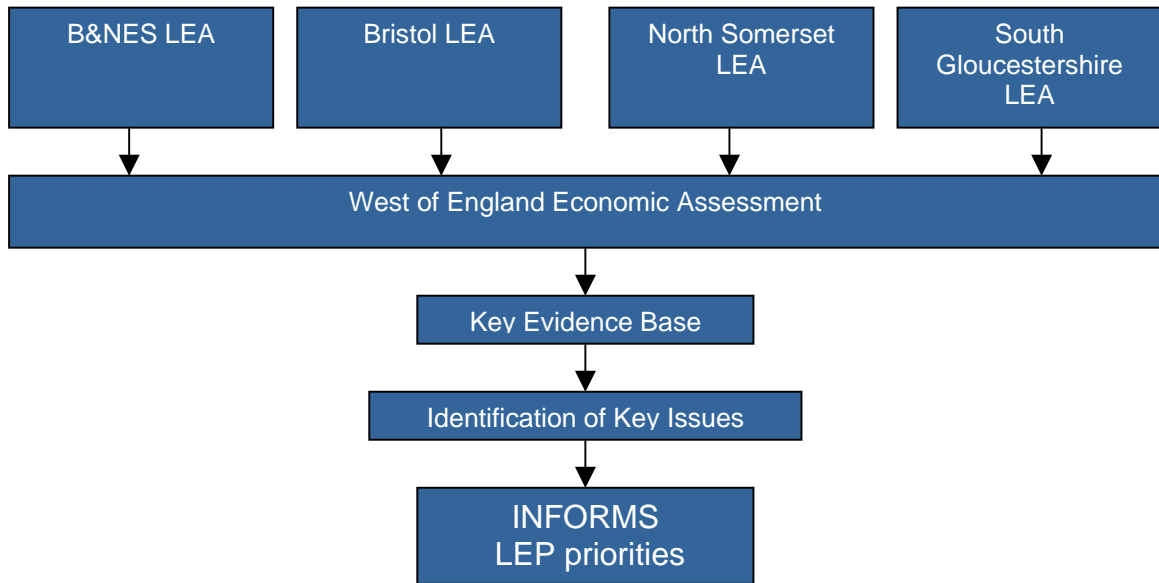 B&NES LEA
Bristol LEA
North Somerset
LEA
South
Gloucestershire
LEA
West of England Economic Assessment
Key Evidence Base
Identification of Key Issues
INFORMS
LEP priorities